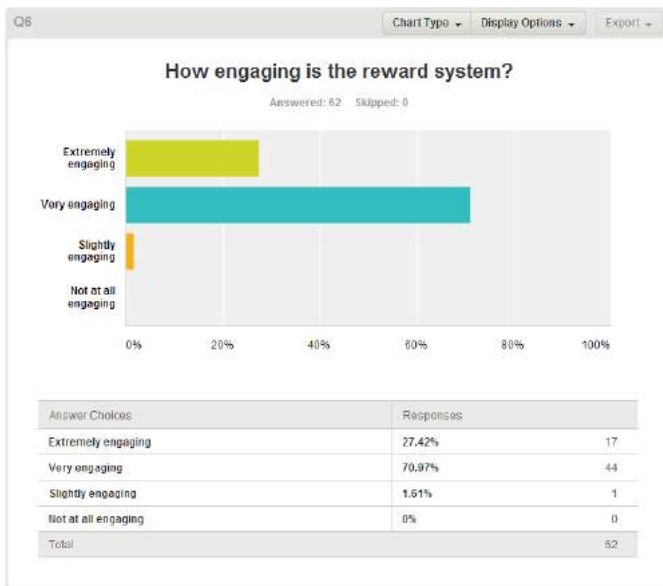 Q6
Chart Type
Display Options
Export
How engaging is the reward system?
Answered: 62 Skipped: 0
Extremely
engaging
Very engaging
Slightly
engaging
Not at all
engaging
0% 20% 40% 60% 80% 100%
Answer Choices Responses
Extremely engaging 27.42% 17
Very engaging 70.97% 44
Slightly engaging 1.61% 1
Not at all engaging 0% 0
Total 62